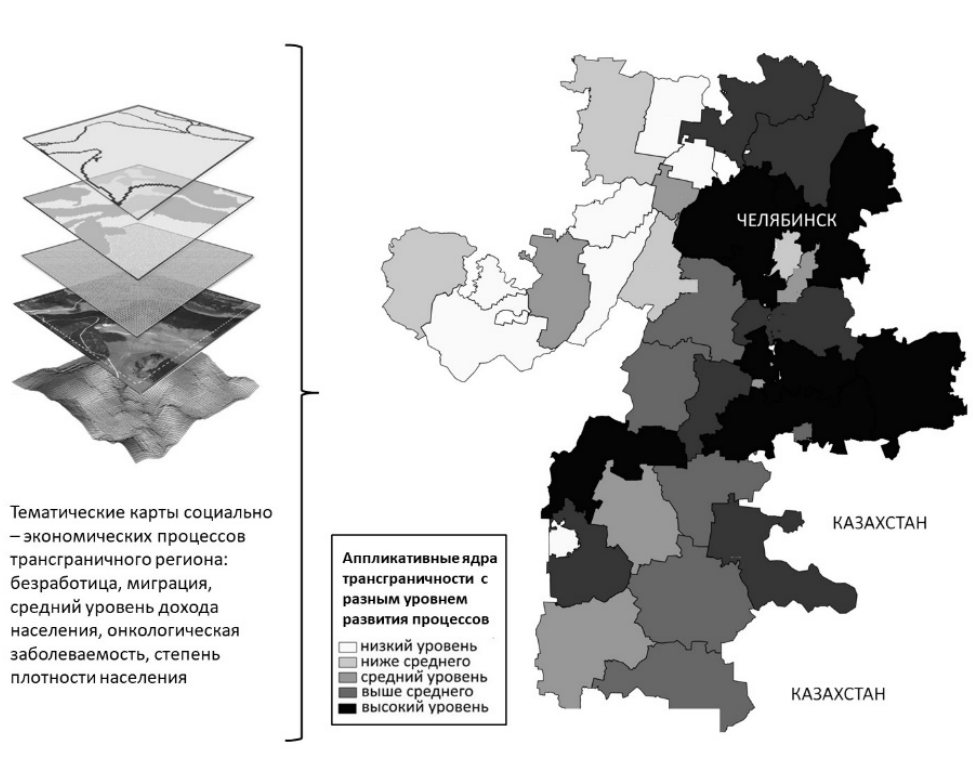 ЧЕЛЯБИНСК
Тематические карты социально
– экономических процессов
трансграничного региона:
безработица, миграция,
средний уровень дохода
населения, онкологическая
заболеваемость, степень
плотности населения
Аппликативные ядра
трансграничности с
разным уровнем
развития процессов
низкий уровень
ниже среднего
средний уровень
выше среднего
высокий уровень
КАЗАХСТАН
КАЗАХСТАН